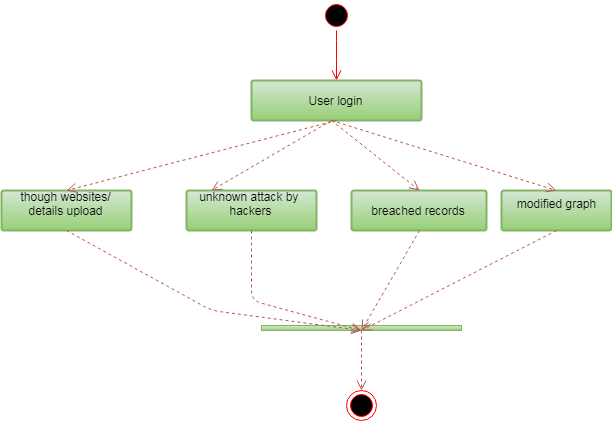 User login
though websites/
details upload
unknown attack by
hackers
breached records
modified graph